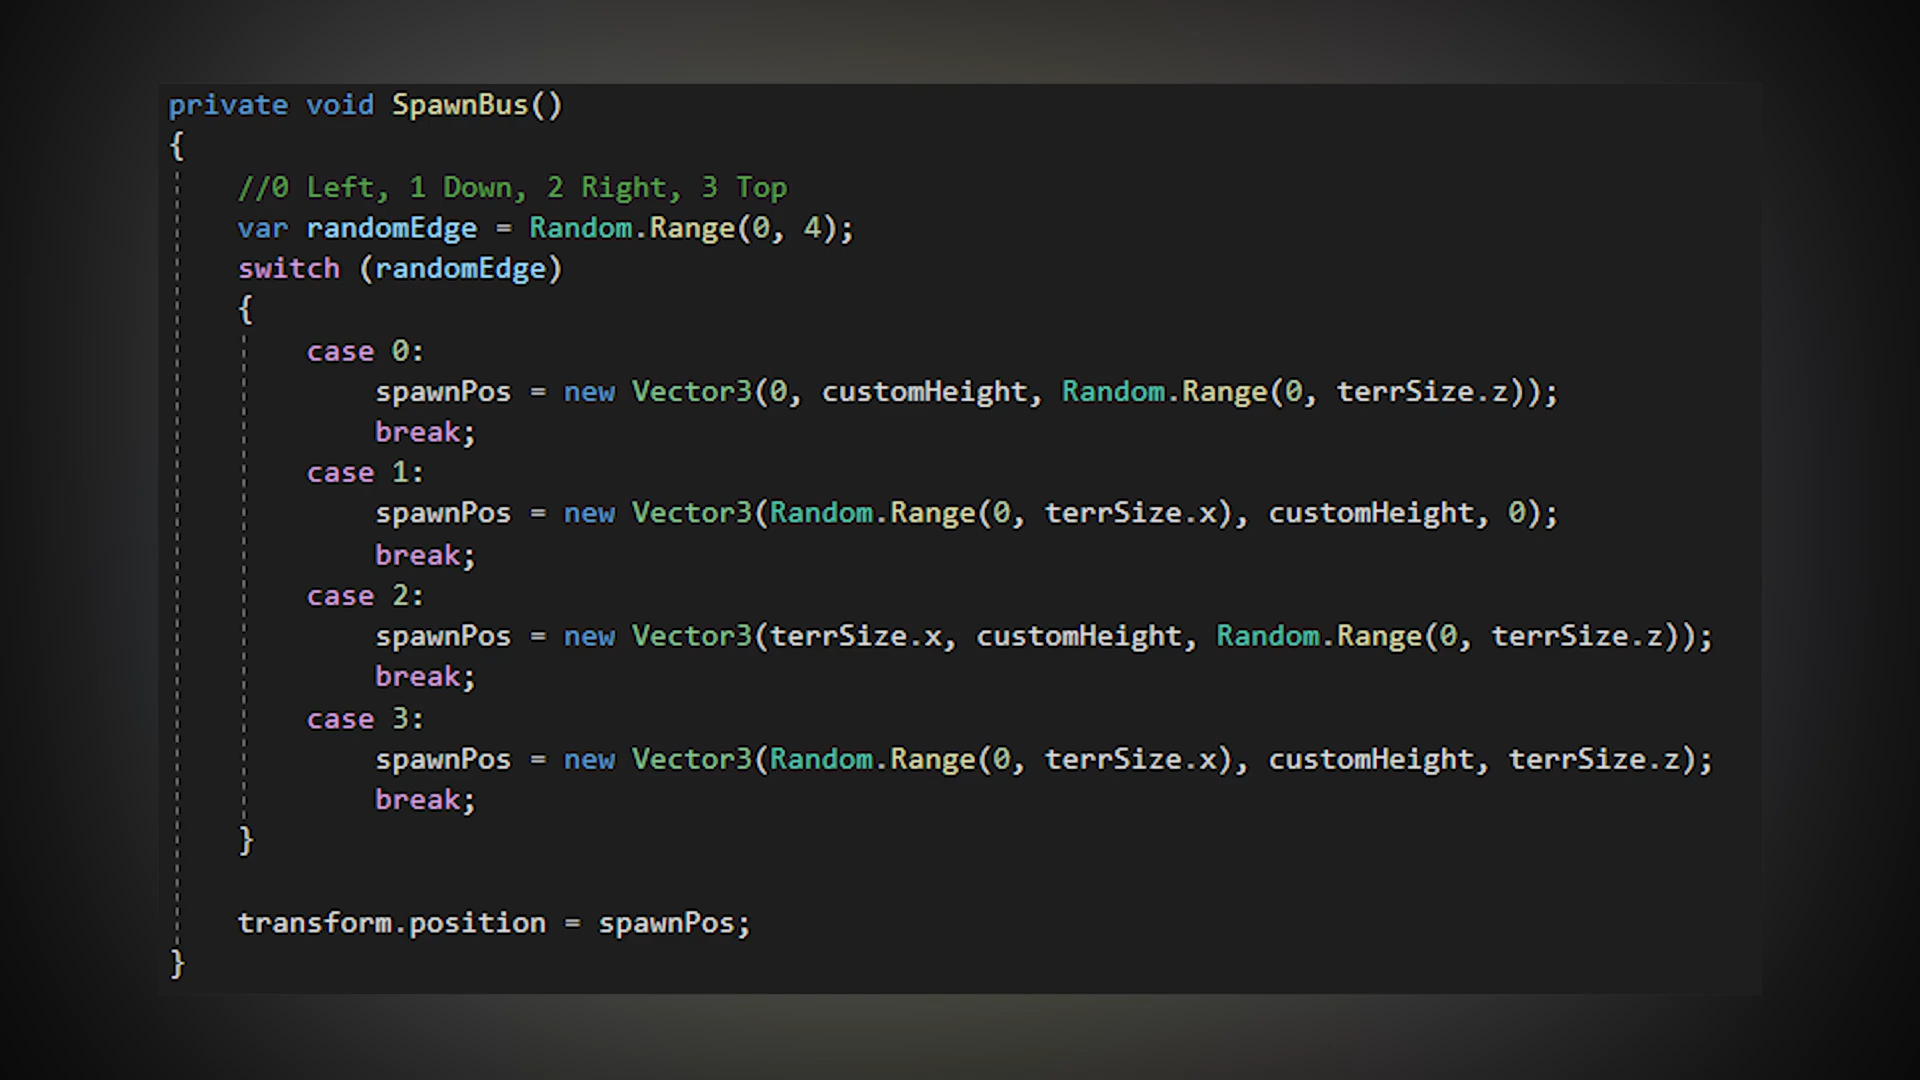 private void SpawnBus()
{
//0 Left, 1 Down, 2 Right, 3 Top
var randomEdge = Random.Range(0, 4);
switch (randomEdge)
{
case 0:
spawnPos = new Vector3(0, customHeight, Random.Range(0, terrSize.z));
break;
case 1:
spawnPos = new Vector3(Random.Range(0, terrSize.x), customHeight, 0);
break;
case 2:
spawnPos = new Vector3(terrSize.x, customHeight, Random.Range(0, terrSize.z));
break;
case 3:
spawnPos = new Vector3(Random.Range(0, terrSize.x), customHeight, terrSize.z);
break;
}
transform.position = spawnPos;
}